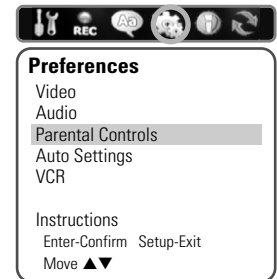 REC
Aa
Preferences
Video
Audio
Parental Controls
Auto Settings
VCR
Instructions
Enter-Confirm Setup-Exit
Move ▲▼